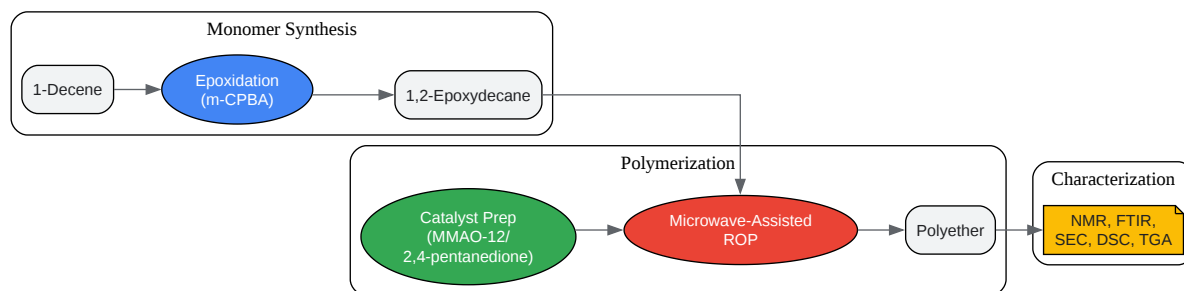 Monomer Synthesis
1-Decene
Epoxidation
(m-CPBA)
1,2-Epoxydecane
Polymerization
Catalyst Prep
(MMAO-12/
2,4-pentanedione)
Microwave-Assisted
ROP
Polyether
Characterization
NMR, FTIR,
SEC, DSC, TGA